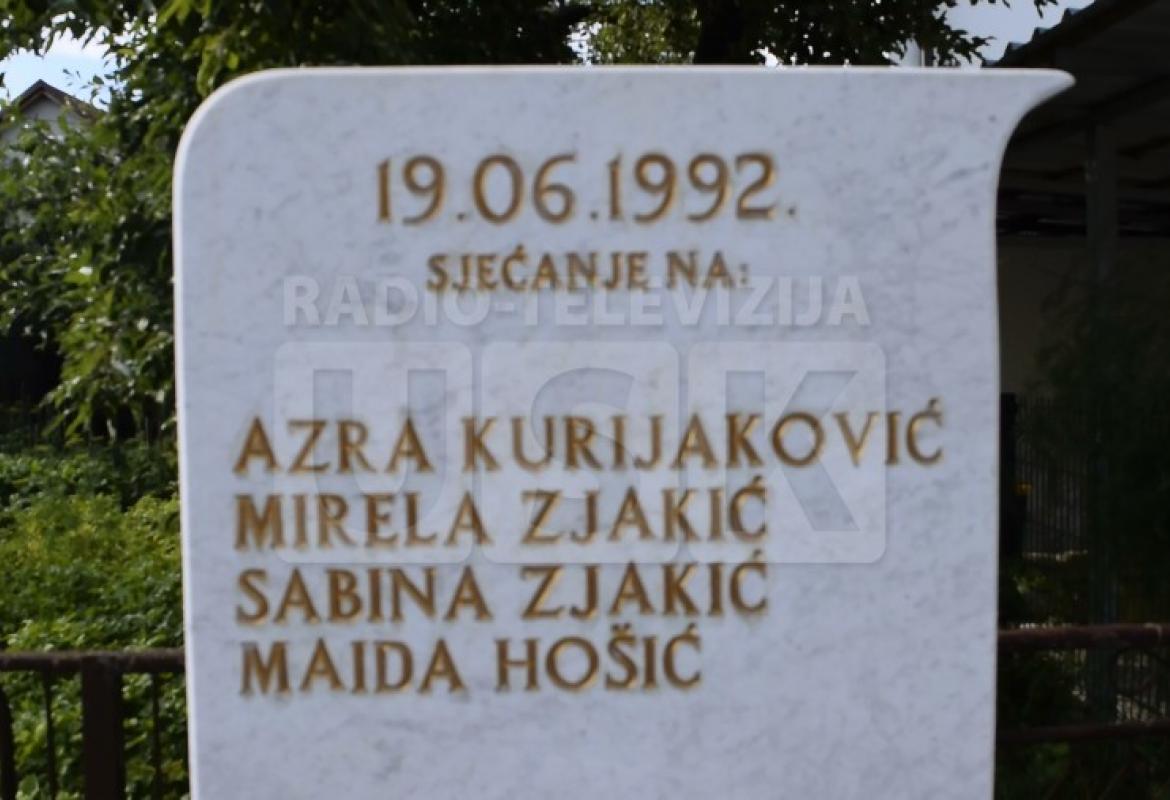 19.06.1992.
SJEĆANJE NA:
RADIO-TELEVIZIJA
USK
AZRA KURIJAKOVIĆ
MIRELA ZJAKIĆ
SABINA ZJAKIĆ
MAIDA HOŠIĆ